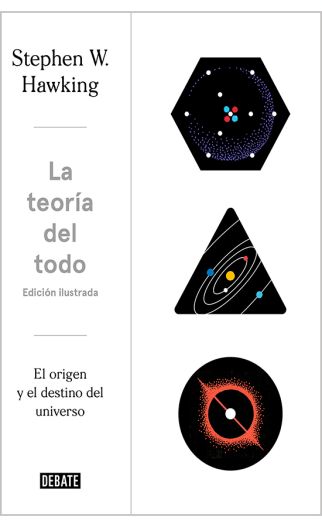 Stephen W.
Hawking
La
teoría
del
todo
Edición ilustrada
El origen
y el destino del
universo
DEBATE